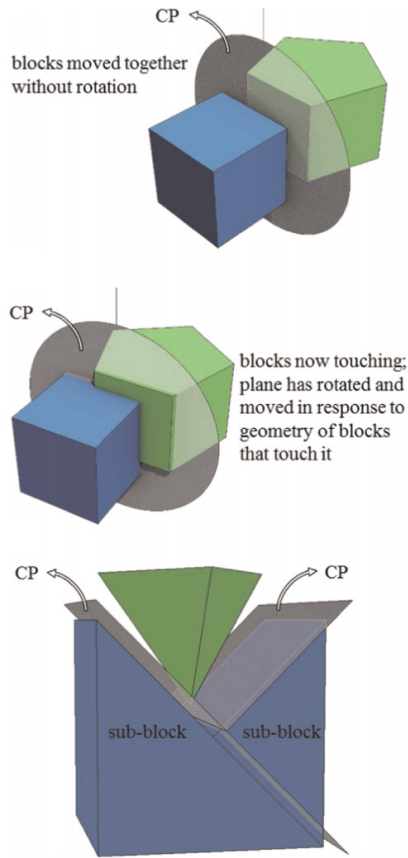 CP
blocks moved together
without rotation
CP
blocks now touching;
plane has rotated and
moved in response to
geometry of blocks
that touch it
CP
CP
sub-block
sub-block